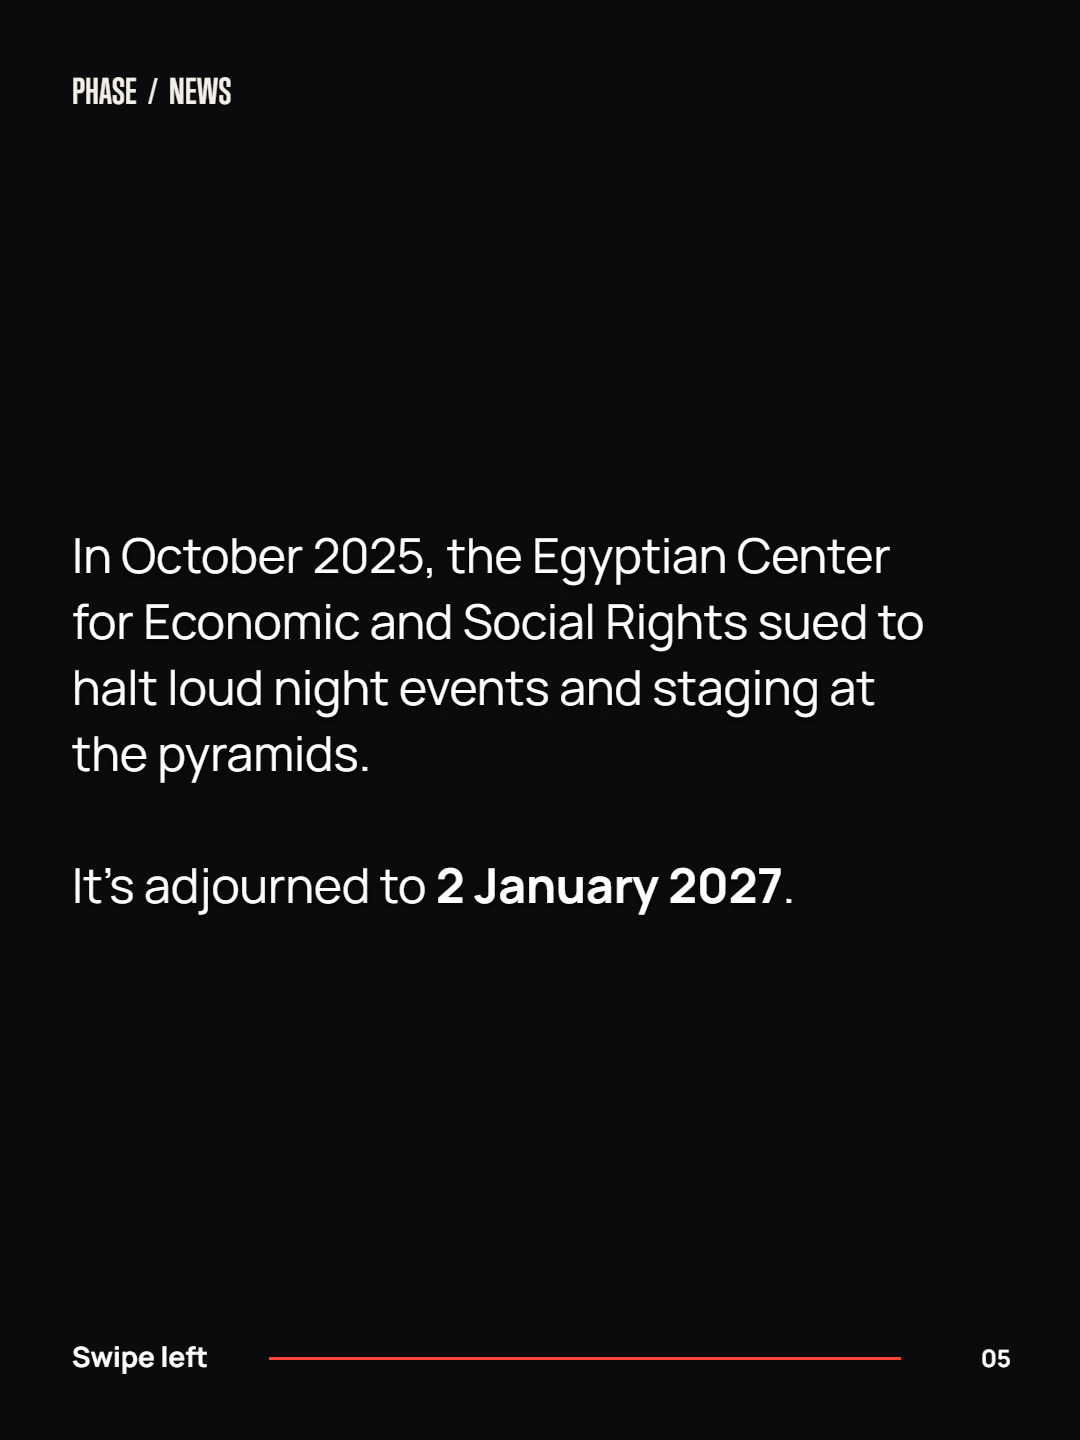 PHASE / NEWS
In October 2025, the Egyptian Center
for Economic and Social Rights sued to
halt loud night events and staging at
the pyramids.
It’s adjourned to 2 January 2027.
Swipe left
05